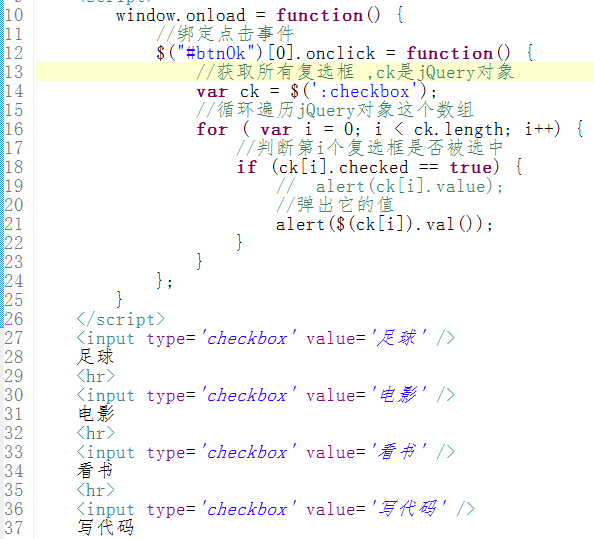 10 window.onload = function() {
11 //绑定点击事件
12 $("#btnOk")[0].onclick = function() {
13 //获取所有复选框 ,ck是jQuery对象
14 var ck = $(':checkbox');
15 //循环遍历jQuery对象这个数组
16 for ( var i = 0; i < ck.length; i++) {
17 //判断第i个复选框是否被选中
18 if (ck[i].checked == true) {
19 //  alert(ck[i].value);
20 //弹出它的值
21 alert($(ck[i]).val());
22 }
23 }
24 };
25 }
26 </script>
27 <input type='checkbox' value='足球' />
28 足球
29 <hr>
30 <input type='checkbox' value='电影' />
31 电影
32 <hr>
33 <input type='checkbox' value='看书' />
34 看书
35 <hr>
36 <input type='checkbox' value='写代码' />
37 写代码